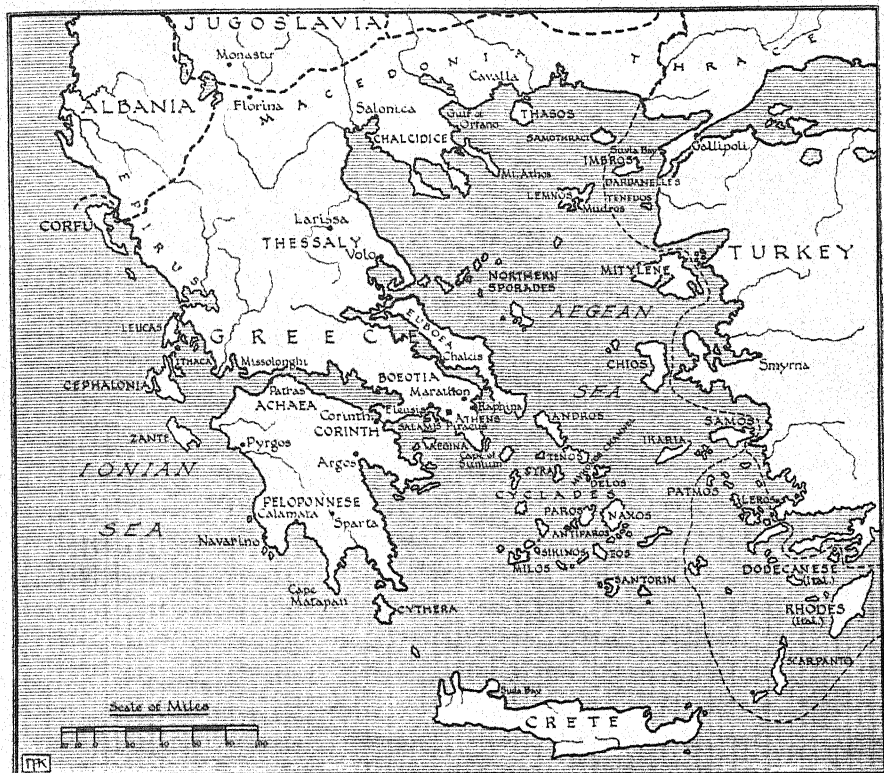 JUGOSLAVIA
Monastir
MACEDONIA
THRACE
Cavalla
ALBANIA
Florina
Salonica
Gulf of
Orfano
THASOS
CHALCIDICE
SAMOTHRACE
Suvla Bay
Gallipoli
IMBROS
Mt. Athos
DARDANELLES
EPIRUS
LEMNOS
TENEDOS
Mudros
CORFU
Larissa
THESSALY
Volo
TURKEY
MITYLENE
NORTHERN
SPORADES
AEGEAN
LEUCAS
GREECE
EUBOEA
ITHACA
Missolonghi
Chalcis
CHIOS
Smyrna
CEPHALONIA
BOEOTIA
SEA
Patras
Marathon
ACHAEA
Corinth
Eleusis
Raphina
ATHENS
ANDROS
SAMOS
ZANTE
CORINTH
SALAMIS
Piraeus
Pyrgos
AEGINA
Cape of
Sunium
IKARIA
IONIAN
Argos
TENOS
SYRA
DELOS
PATMOS
CYCLADES
LEROS
PELOPONNESE
PAROS
NAXOS
SEA
Calamata
Sparta
ANTIPAROS
Navarino
SIKINOS
EOS
MILOS
DODECANESE
(Ital.)
Cape
Matapan
SANTORIN
CYTHERA
RHODES
(Ital.)
SCARPANTO
Suda Bay
Scale of Miles
CRETE